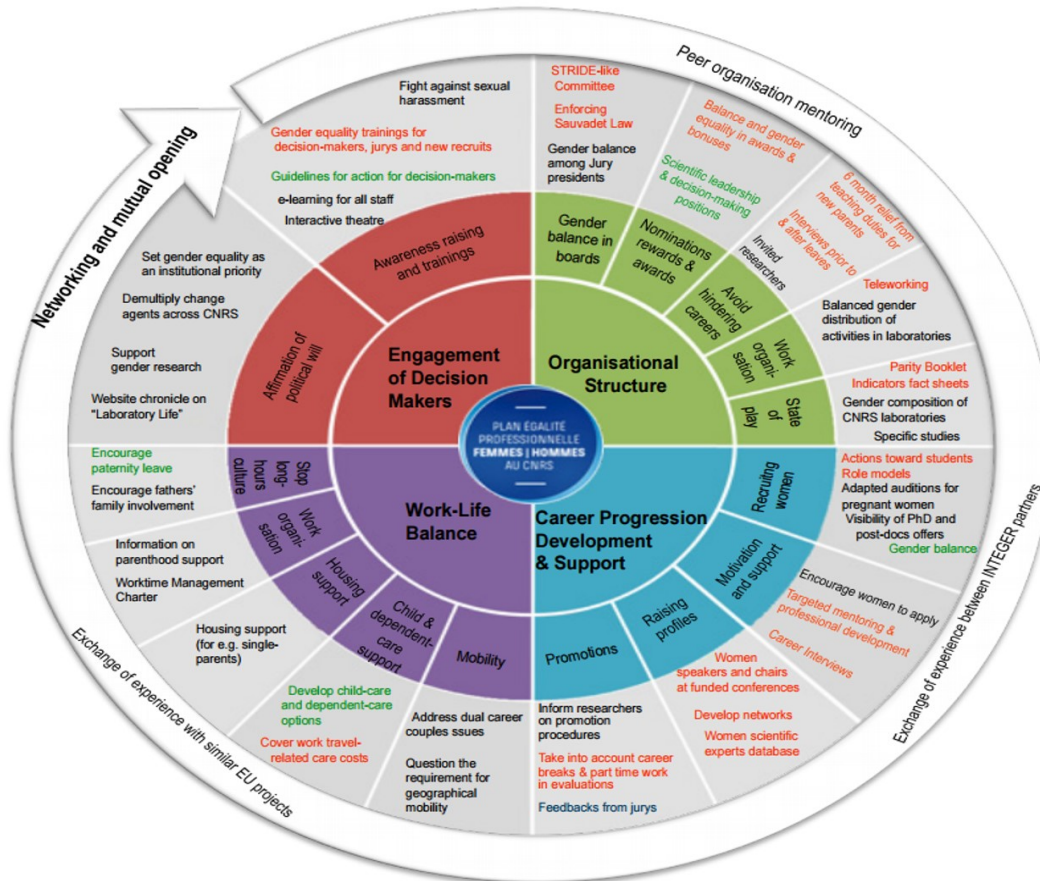 Networking and mutual opening
Peer organisation mentoring
Exchange of experience between INTEGER partners
Exchange of experience with similar EU projects
PLAN ÉGALITÉ
PROFESSIONNELLE
FEMMES | HOMMES
AU CNRS
Engagement
of Decision
Makers
Affirmation of
political will
Set gender equality as
an institutional priority
Demultiply change
agents across CNRS
Support
gender research
Website chronicle on
"Laboratory Life"
Awareness raising
and trainings
Fight against sexual
harassment
Gender equality trainings for
decision-makers, jurys and new recruits
Guidelines for action for decision-makers
e-learning for all staff
Interactive theatre
Organisational
Structure
Gender
balance in
boards
STRIDE-like
Committee
Enforcing
Sauvadet Law
Gender balance
among Jury
presidents
Nominations
rewards &
awards
Balance and gender
equality in awards &
bonuses
Scientific leadership
& decision-making
positions
Avoid
hindering
careers
6 month relief from
teaching duties for
new parents
Interviews prior to
& after leaves
Invited
researchers
Work
organi-
sation
Teleworking
Balanced gender
distribution of
activities in laboratories
State
of
play
Parity Booklet
Indicators fact sheets
Gender composition of
CNRS laboratories
Specific studies
Career Progression
Development
& Support
Recruitng
women
Actions toward students
Role models
Adapted auditions for
pregnant women
Visibility of PhD and
post-docs offers
Gender balance
Motivation
and support
Encourage women to apply
Targeted mentoring &
professional development
Career Interviews
Raising
profiles
Women
speakers and chairs
at funded conferences
Develop networks
Women scientific
experts database
Promotions
Inform researchers
on promotion
procedures
Take into account career
breaks & part time work
in evaluations
Feedbacks from jurys
Work-Life
Balance
Mobility
Address dual career
couples ssues
Question the
requirement for
geographical
mobility
Child &
dependent-
care
support
Develop child-care
and dependent-care
options
Cover work travel-
related care costs
Housing
support
Housing support
(for e.g. single-
parents)
Work
organi-
sation
Information on
parenthood support
Worktime Management
Charter
Stop
long-
hours
culture
Encourage
paternity leave
Encourage fathers'
family involvement